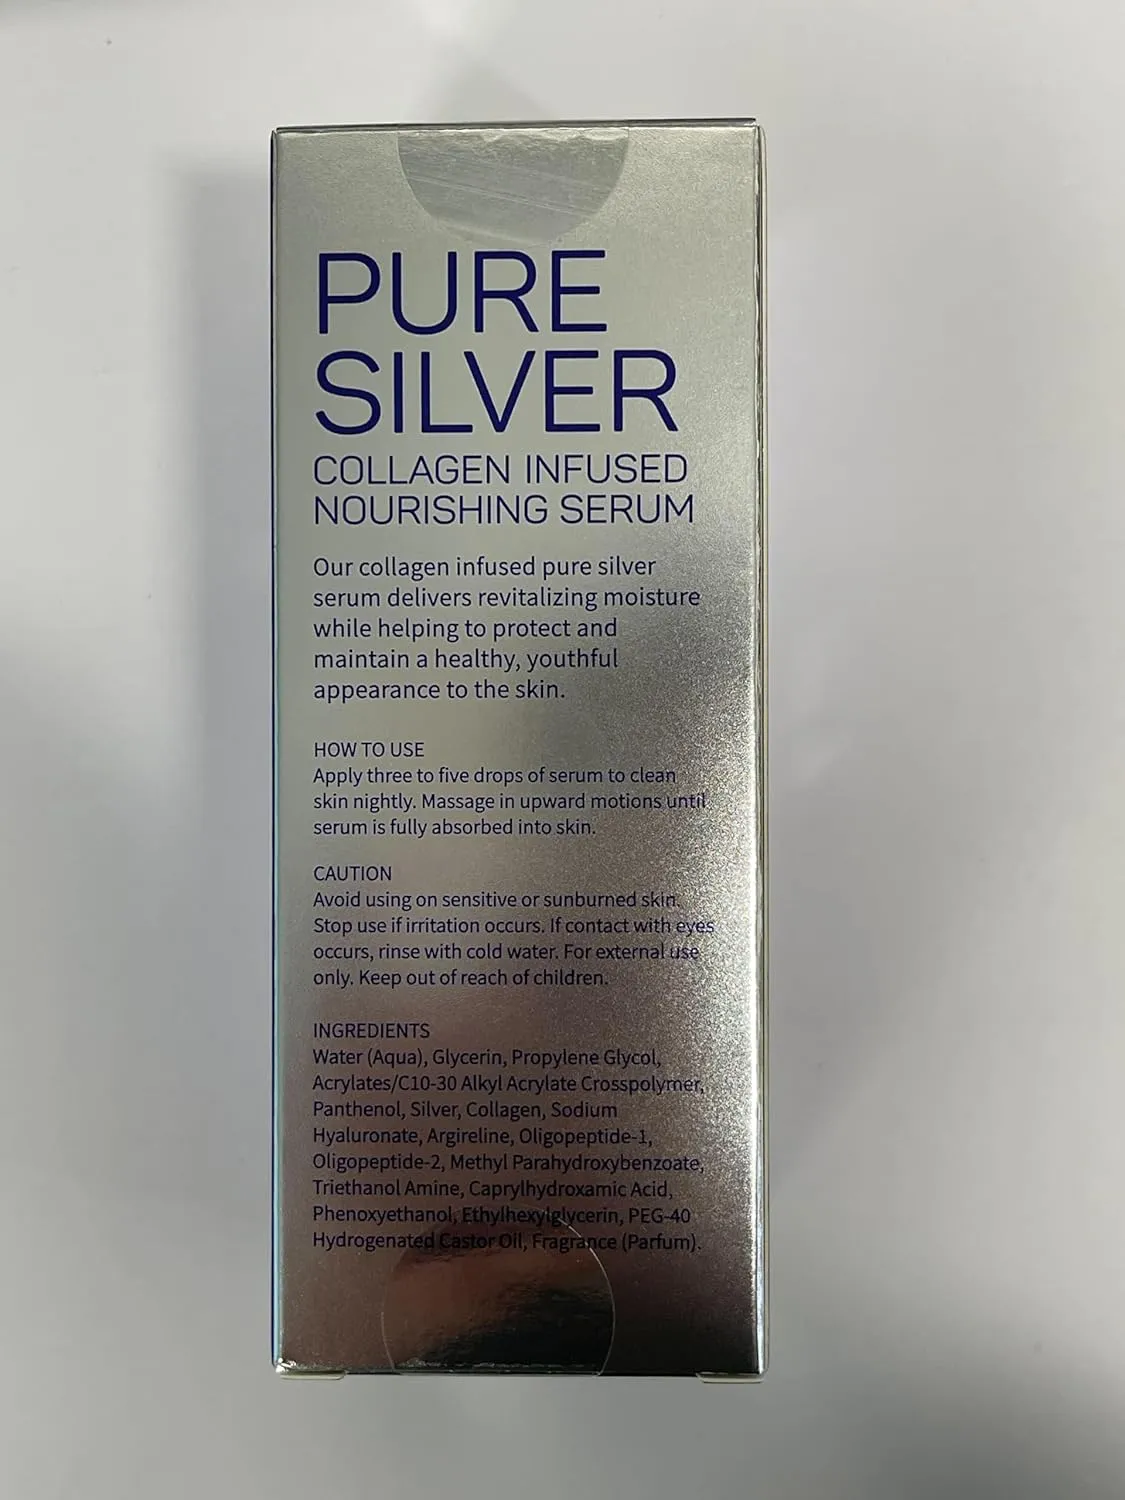 PURE
SILVER
COLLAGEN INFUSED
NOURISHING SERUM
Our collagen infused pure silver
serum delivers revitalizing moisture
while helping to protect and
maintain a healthy, youthful
appearance to the skin.
HOW TO USE
Apply three to five drops of serum to clean
skin nightly. Massage in upward motions until
serum is fully absorbed into skin.
CAUTION
Avoid using on sensitive or sunburned skin.
Stop use if irritation occurs. If contact with eyes
occurs, rinse with cold water. For external use
only. Keep out of reach of children.
INGREDIENTS
Water (Aqua), Glycerin, Propylene Glycol,
Acrylates/C10-30 Alkyl Acrylate Crosspolymer,
Panthenol, Silver, Collagen, Sodium
Hyaluronate, Argireline, Oligopeptide-1,
Oligopeptide-2, Methyl Parahydroxybenzoate,
Triethanol Amine, Caprylhydroxamic Acid,
Phenoxyethanol, Ethylhexylglycerin, PEG-40
Hydrogenated Castor Oil, Fragrance (Parfum).